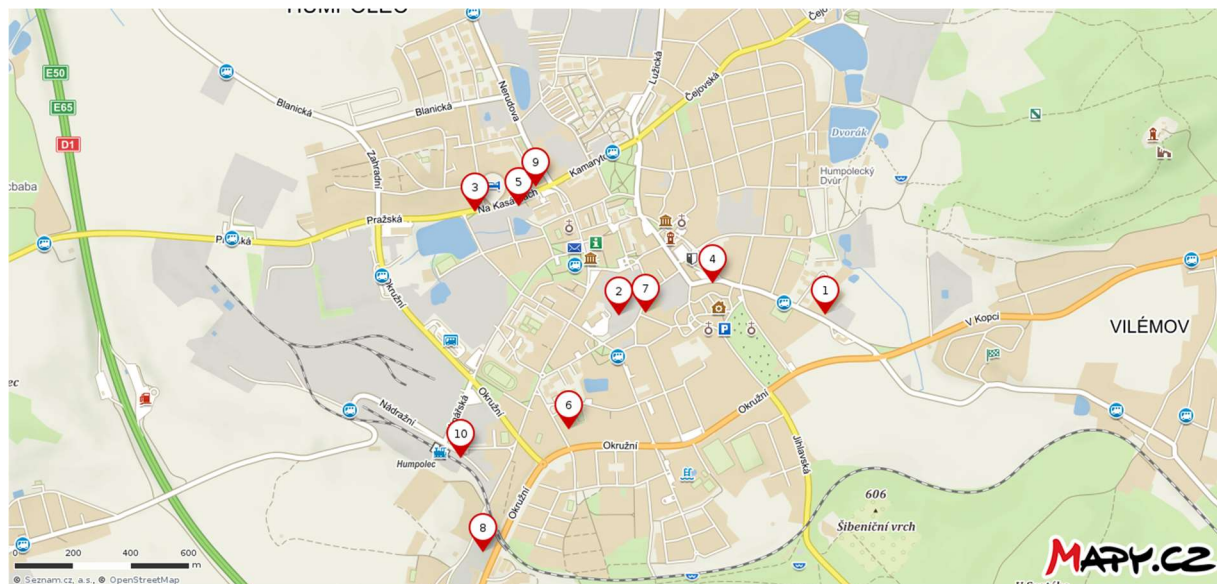 HUMPOLEC
E50
E65
D1
Blanická
Blanická
Nerudova
Lužická
Čejovská
Kamarytova
Zahradní
Dvorák
Humpolecký
Dvůr
9
5
3
Na Kasárnách
Pražská
Pražská
4
1
2
7
Okružní
V Kopci
VILÉMOV
6
Okružní
Okružní
Okružní
Jihlavská
Nádražní
10
Humpolec
8
Okružní
606
Šibeniční vrch
0 200 400 600 m
© Seznam.cz, a.s., © OpenStreetMap
MAPY.CZ